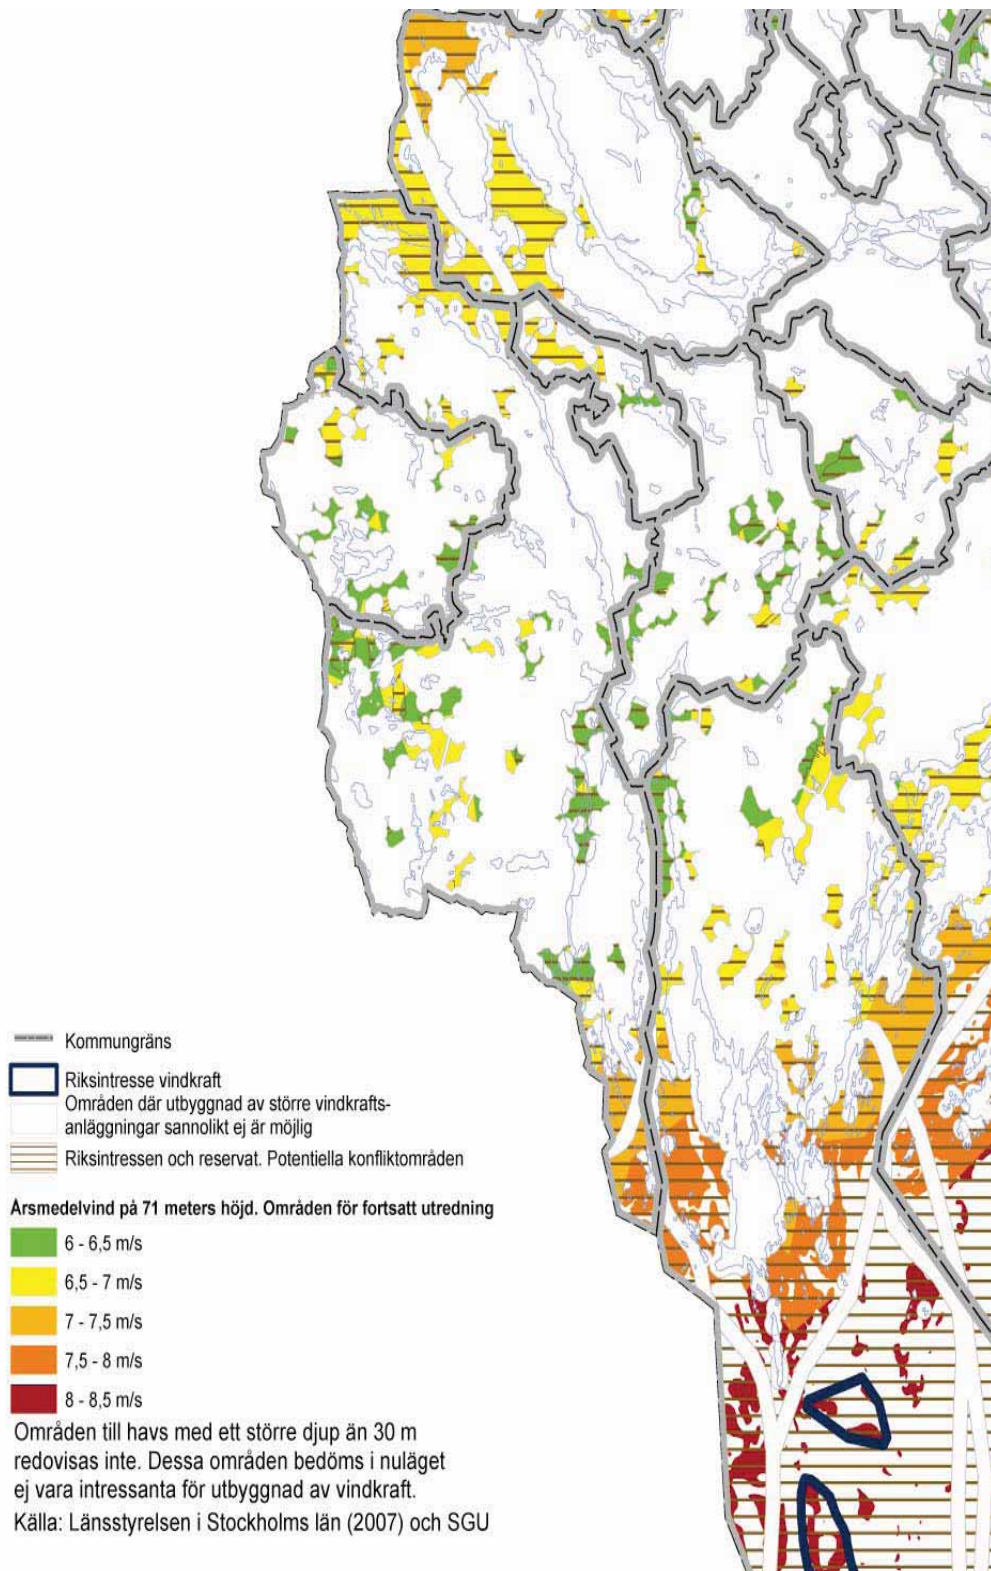 Kommungräns
Riksintresse vindkraft
Områden där utbyggnad av större vindkrafts-
anläggningar sannolikt ej är möjlig
Riksintressen och reservat. Potentiella konfliktområden
Årsmedelvind på 71 meters höjd. Områden för fortsatt utredning
6 - 6,5 m/s
6,5 - 7 m/s
7 - 7,5 m/s
7,5 - 8 m/s
8 - 8,5 m/s
Områden till havs med ett större djup än 30 m
redovisas inte. Dessa områden bedöms i nuläget
ej vara intressanta för utbyggnad av vindkraft.
Källa: Länsstyrelsen i Stockholms län (2007) och SGU